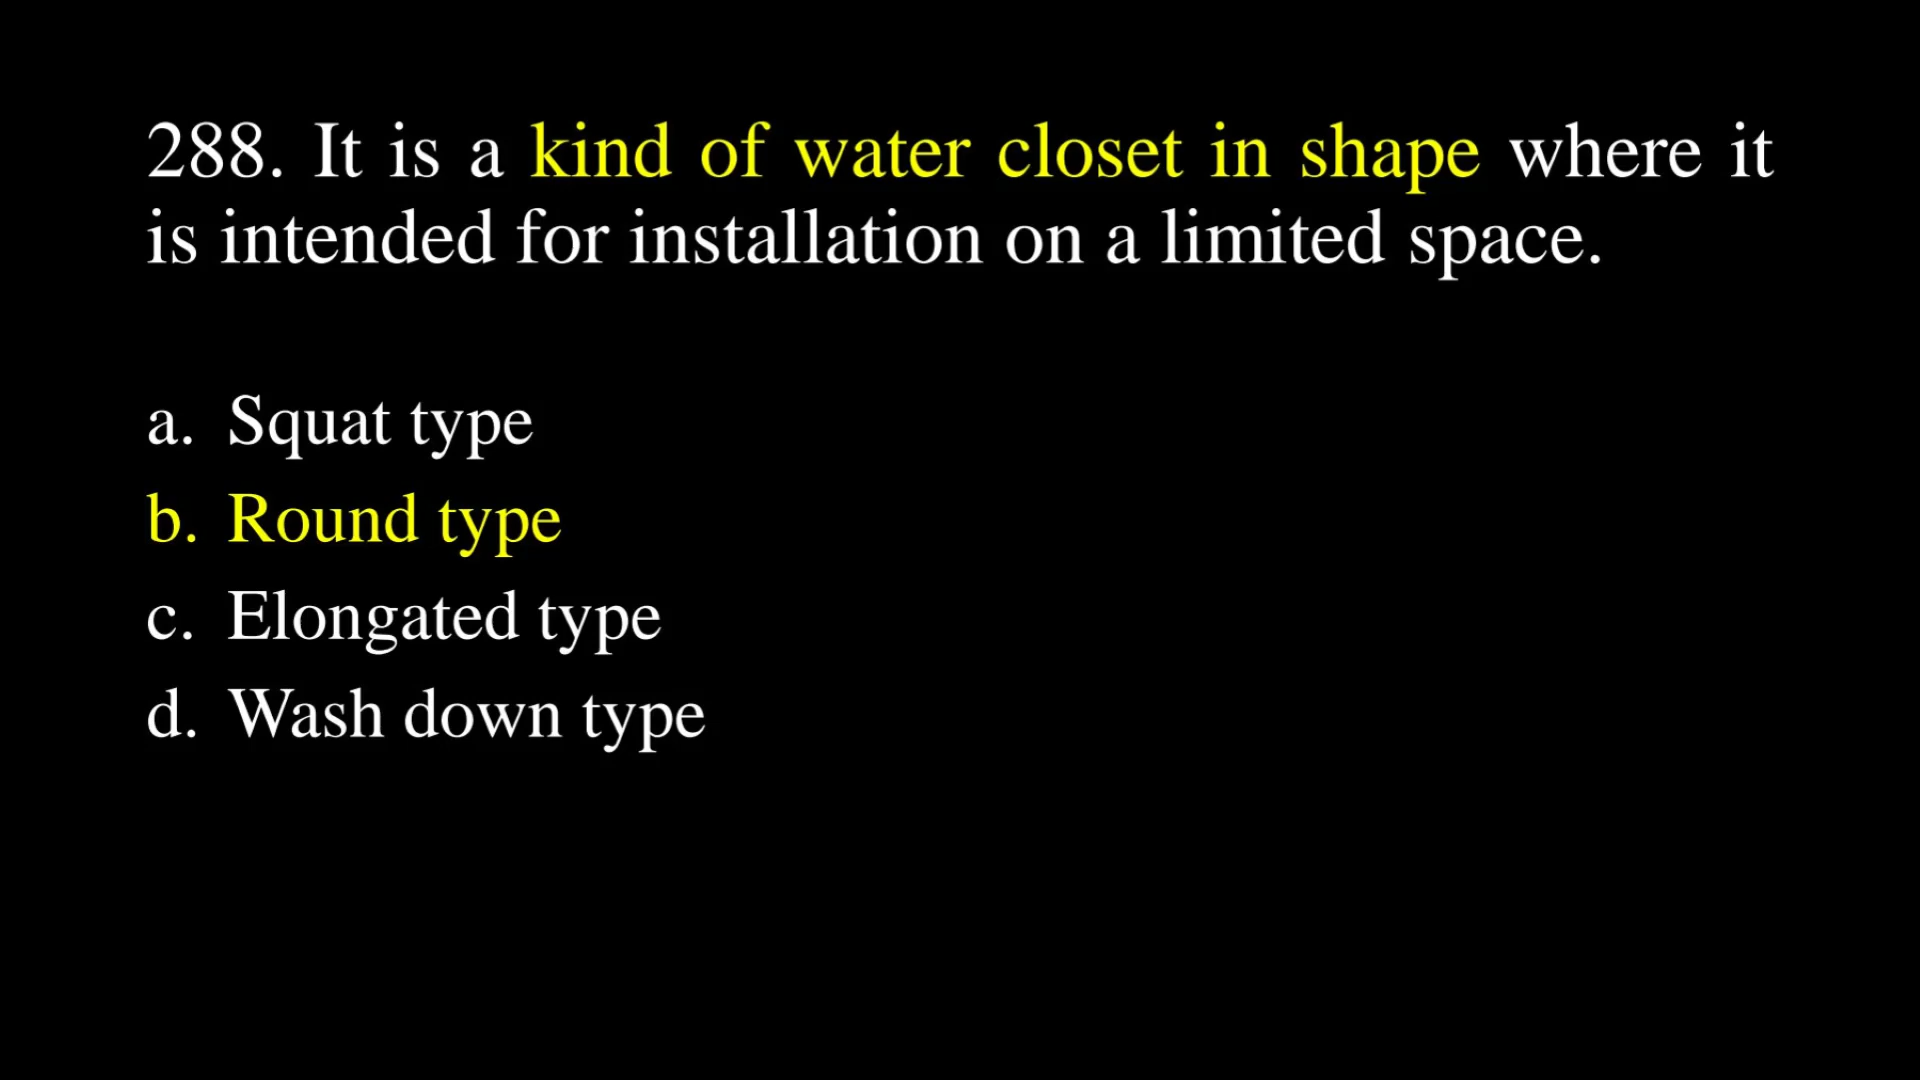 288. It is a kind of water closet in shape where it
is intended for installation on a limited space.
a. Squat type
b. Round type
c. Elongated type
d. Wash down type